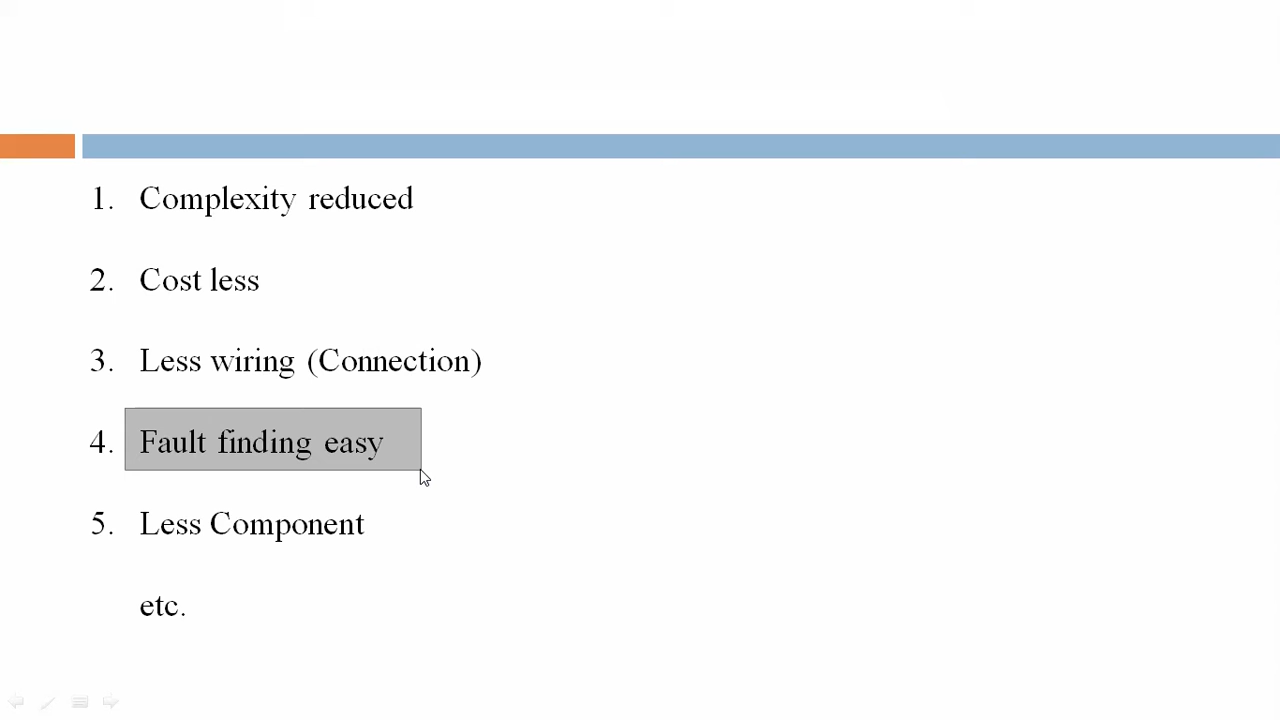 1. Complexity reduced
2. Cost less
3. Less wiring (Connection)
4. Fault finding easy
5. Less Component
etc.